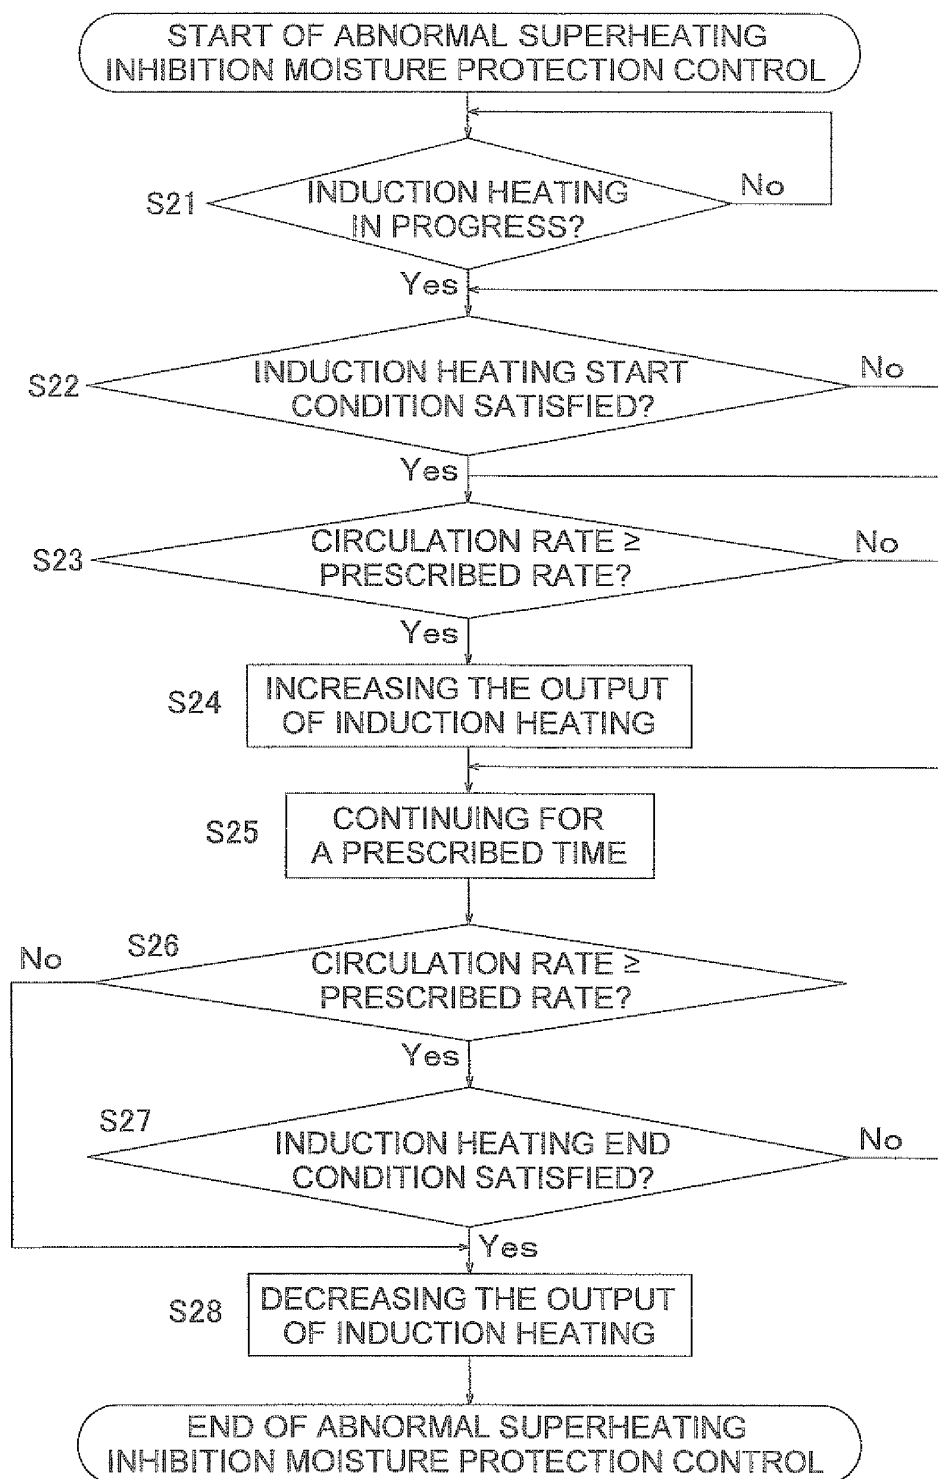 START OF ABNORMAL SUPERHEATING
INHIBITION MOISTURE PROTECTION CONTROL
S21
INDUCTION HEATING
IN PROGRESS?
No
Yes
S22
INDUCTION HEATING START
CONDITION SATISFIED?
No
Yes
S23
CIRCULATION RATE ≥
PRESCRIBED RATE?
No
Yes
S24
INCREASING THE OUTPUT
OF INDUCTION HEATING
S25
CONTINUING FOR
A PRESCRIBED TIME
No
S26
CIRCULATION RATE ≥
PRESCRIBED RATE?
Yes
S27
INDUCTION HEATING END
CONDITION SATISFIED?
No
Yes
S28
DECREASING THE OUTPUT
OF INDUCTION HEATING
END OF ABNORMAL SUPERHEATING
INHIBITION MOISTURE PROTECTION CONTROL